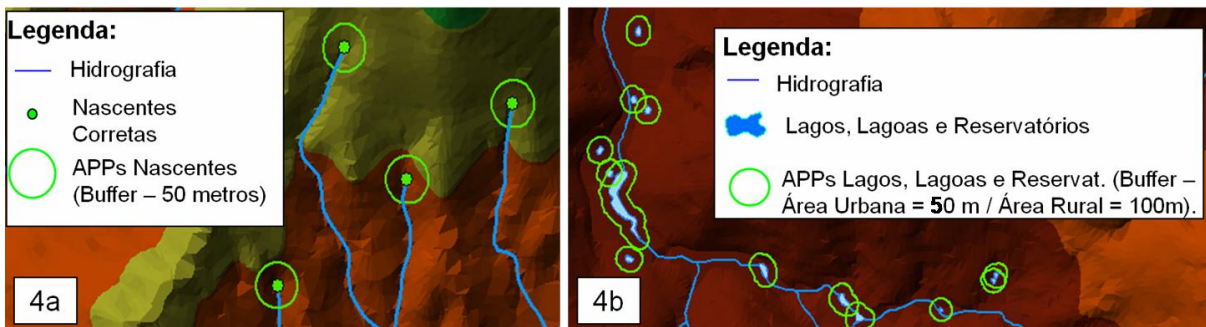 Legenda:
Hidrografia
Nascentes
Corretas
APPs Nascentes
(Buffer – 50 metros)
4a
Legenda:
Hidrografia
Lagos, Lagoas e Reservatórios
APPs Lagos, Lagoas e Reservat. (Buffer –
Área Urbana = 50 m / Área Rural = 100m).
4b